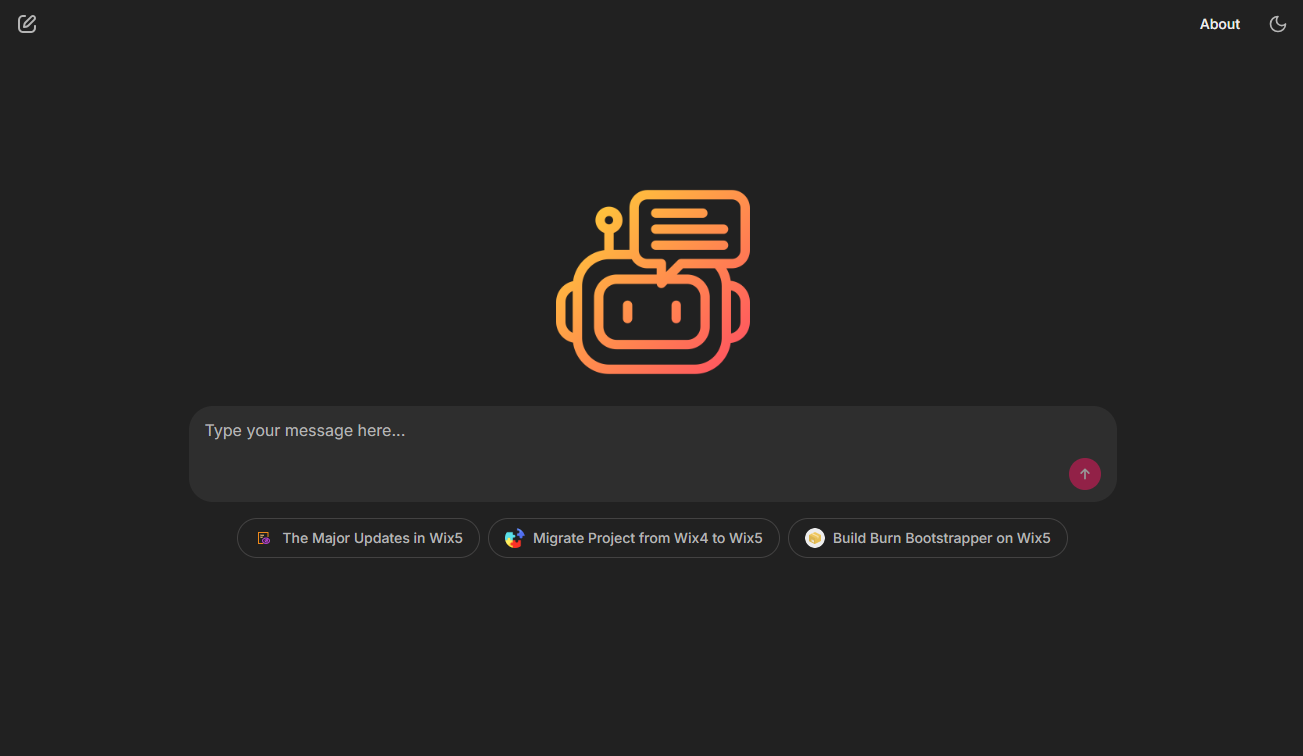 About
Type your message here...
The Major Updates in Wix5
Migrate Project from Wix4 to Wix5
Build Burn Bootstrapper on Wix5